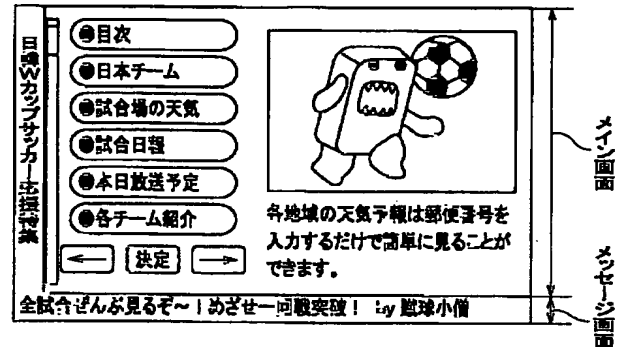 日韓Wカップサッカー応援特集
目次
日本チーム
試合場の天気
試合日程
本日放送予定
各チーム紹介
← 決定 →
各地域の天気予報は郵便番号を
入力するだけで簡単に見ることが
できます。
全試合ぜんぶ見るぞ～！めざせ一回戦突破！ by 蹴球小僧
メイン画面
メッセージ画面